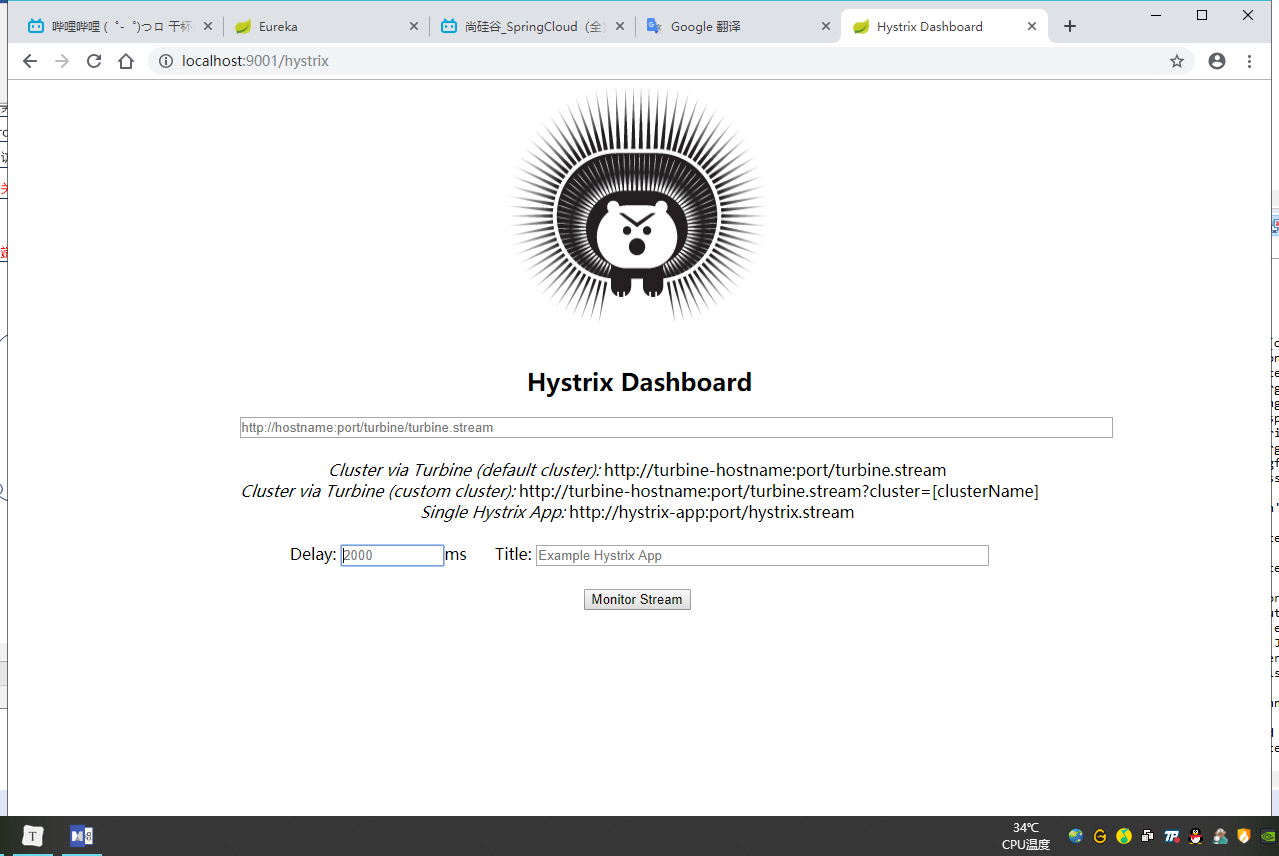 哔哩哔哩 ( ゜- ゜)つロ 干杯
Eureka
尚硅谷_SpringCloud（全
Google 翻译
Hystrix Dashboard
localhost:9001/hystrix
Hystrix Dashboard
http://hostname:port/turbine/turbine.stream
Cluster via Turbine (default cluster): http://turbine-hostname:port/turbine.stream
Cluster via Turbine (custom cluster): http://turbine-hostname:port/turbine.stream?cluster=[clusterName]
Single Hystrix App: http://hystrix-app:port/hystrix.stream
Delay: 2000 ms Title: Example Hystrix App
Monitor Stream
T
34℃
CPU温度